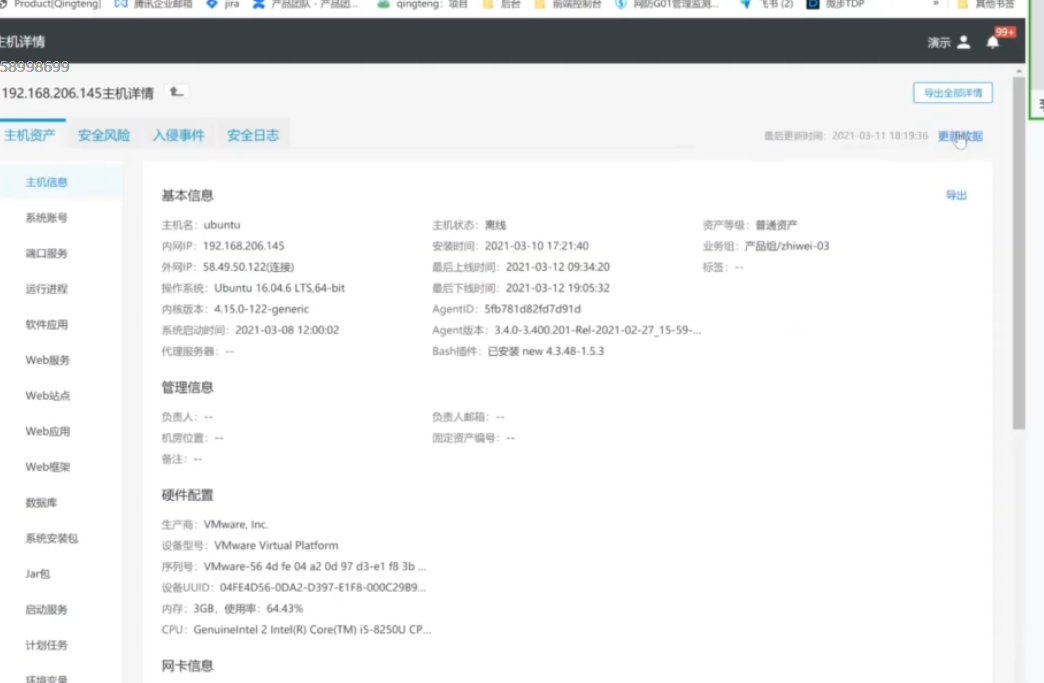 Product[Qingteng] 腾讯企业邮箱 jira 产品团队 - 产品团... qingteng：项目 后台 前端控制台 网防G01管理监测... 飞书 (2) 微步TDP » 其他书签
主机详情 演示 99+
58998699
192.168.206.145主机详情 导出全部详情
主机资产 安全风险 入侵事件 安全日志 最后更新时间：2021-03-11 18:19:36 更新数据
主机信息
系统账号
端口服务
运行进程
软件应用
Web服务
Web站点
Web应用
Web框架
数据库
系统安装包
Jar包
启动服务
计划任务
环境变量
基本信息 导出
主机名：ubuntu 主机状态：离线 资产等级：普通资产
内网IP：192.168.206.145 安装时间：2021-03-10 17:21:40 业务组：产品组/zhiwei-03
外网IP：58.49.50.122(连接) 最后上线时间：2021-03-12 09:34:20 标签：--
操作系统：Ubuntu 16.04.6 LTS,64-bit 最后下线时间：2021-03-12 19:05:32
内核版本：4.15.0-122-generic AgentID：5fb781d82fd7d91d
系统启动时间：2021-03-08 12:00:02 Agent版本：3.4.0-3.400.201-Rel-2021-02-27_15-59-...
代理服务器：-- Bash插件：已安装 new 4.3.48-1.5.3
管理信息
负责人：-- 负责人邮箱：--
机房位置：-- 固定资产编号：--
备注：--
硬件配置
生产商：VMware, Inc.
设备型号：VMware Virtual Platform
序列号：VMware-56 4d fe 04 a2 0d 97 d3-e1 f8 3b ...
设备UUID：04FE4D56-0DA2-D397-E1F8-000C29B9...
内存：3GB，使用率：64.43%
CPU：GenuineIntel 2 Intel(R) Core(TM) i5-8250U CP...
网卡信息